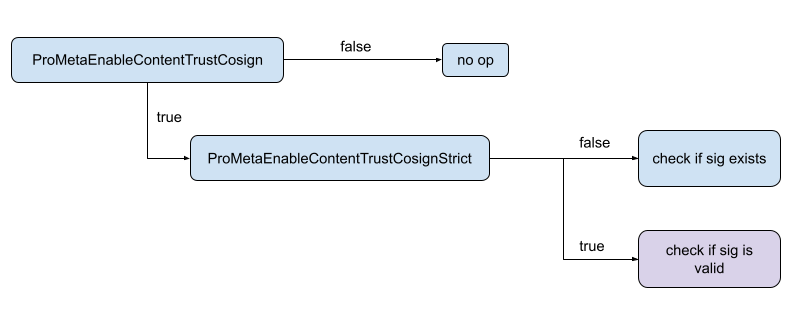 false
ProMetaEnableContentTrustCosign
no op
true
false
ProMetaEnableContentTrustCosignStrict
check if sig exists
true
check if sig is
valid